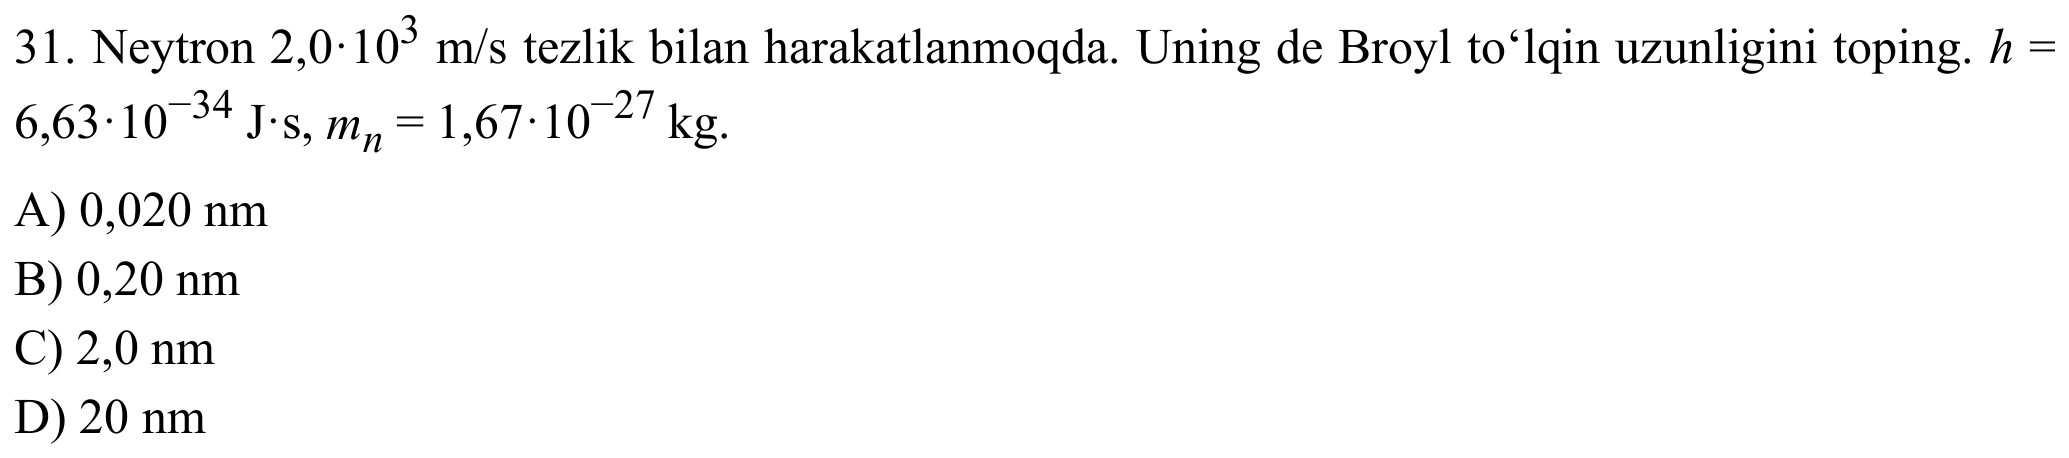 31. Neytron 2,0·10³ m/s tezlik bilan harakatlanmoqda. Uning de Broyl to‘lqin uzunligini toping. h =
6,63·10⁻³⁴ J·s, mₙ = 1,67·10⁻²⁷ kg.
A) 0,020 nm
B) 0,20 nm
C) 2,0 nm
D) 20 nm